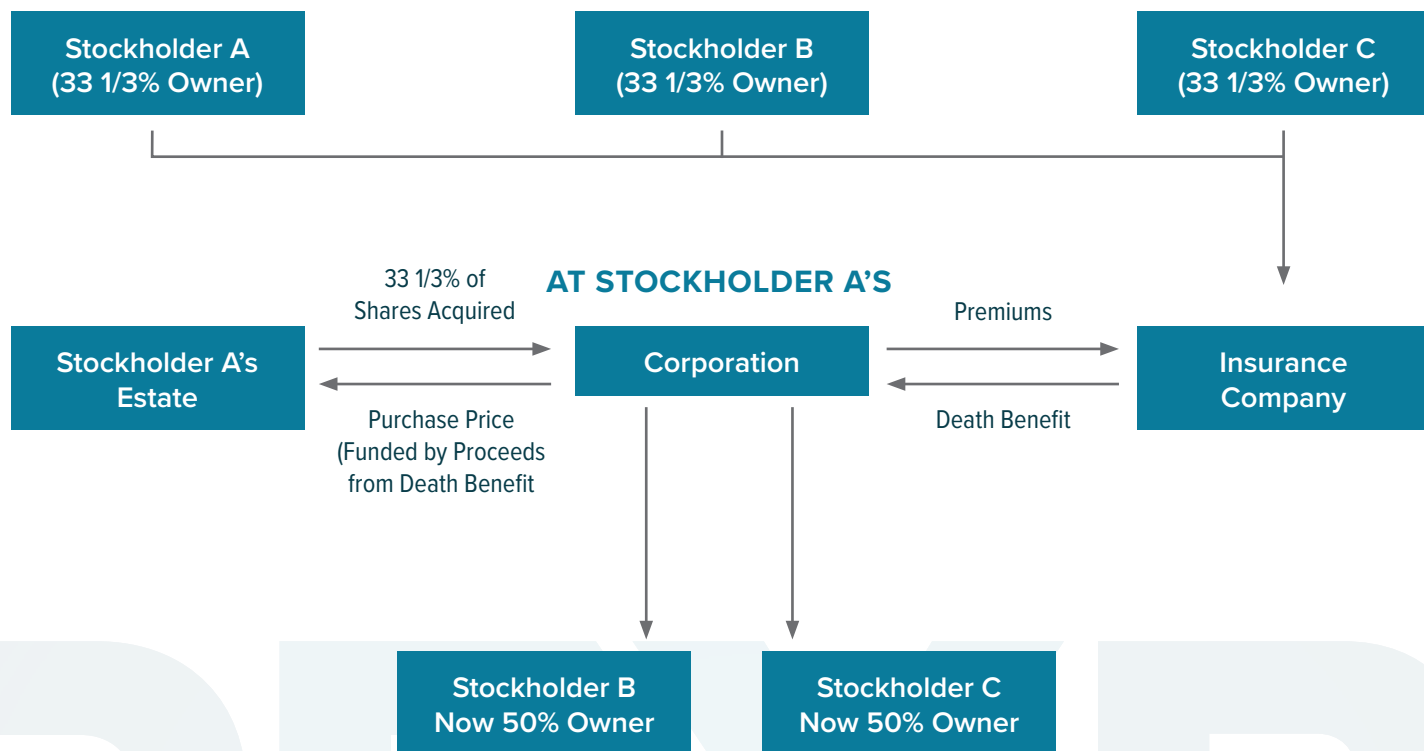 Stockholder A
(33 1/3% Owner)
Stockholder B
(33 1/3% Owner)
Stockholder C
(33 1/3% Owner)
AT STOCKHOLDER A’S
33 1/3% of
Shares Acquired
Premiums
Stockholder A’s
Estate
Corporation
Insurance
Company
Purchase Price
(Funded by Proceeds
from Death Benefit
Death Benefit
Stockholder B
Now 50% Owner
Stockholder C
Now 50% Owner